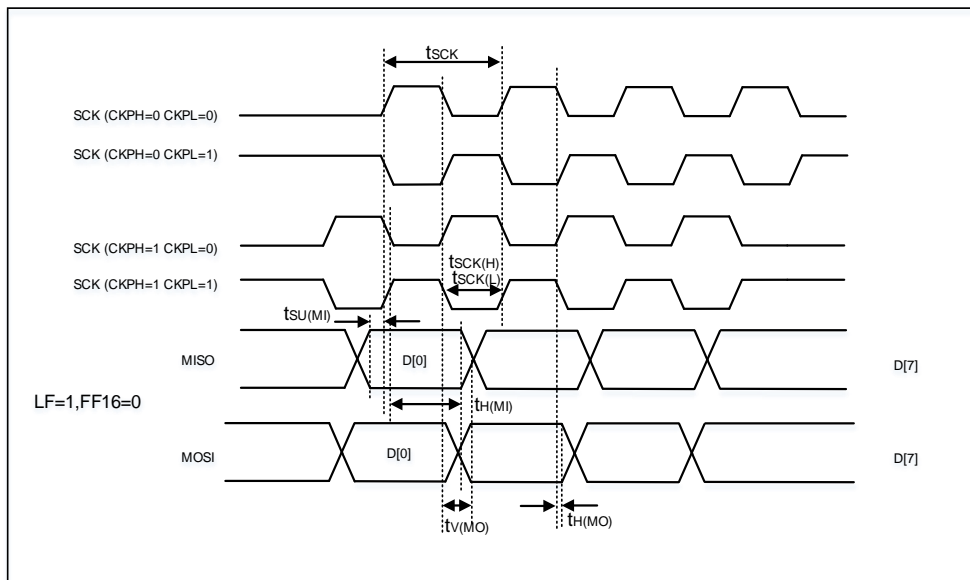 tSCK
SCK (CKPH=0 CKPL=0)
SCK (CKPH=0 CKPL=1)
SCK (CKPH=1 CKPL=0)
tSCK(H)
SCK (CKPH=1 CKPL=1)
tSCK(L)
tSU(MI)
MISO
D[0]
D[7]
LF=1,FF16=0
tH(MI)
MOSI
D[0]
D[7]
tV(MO)
tH(MO)